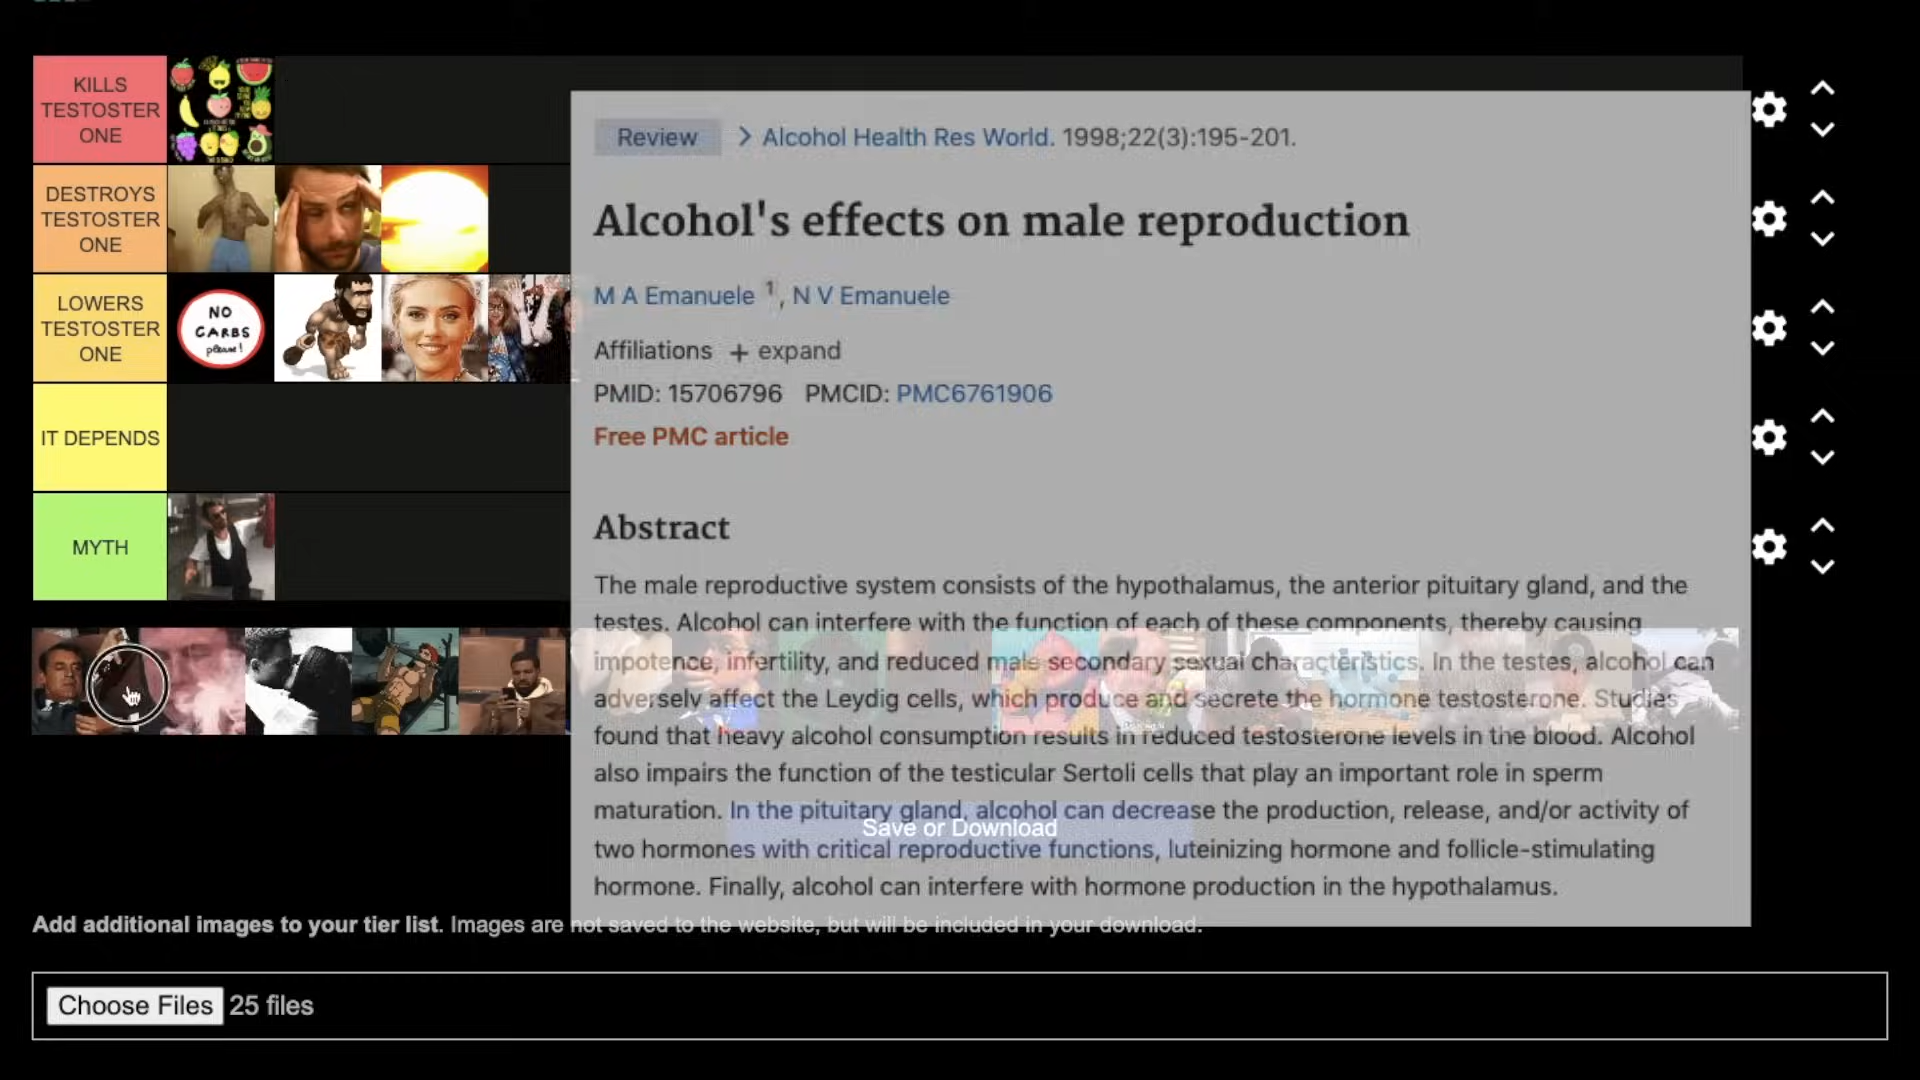 KILLS
TESTOSTER
ONE
DESTROYS
TESTOSTER
ONE
LOWERS
TESTOSTER
ONE
NO
CARBS
please!
IT DEPENDS
MYTH
Review > Alcohol Health Res World. 1998;22(3):195-201.
Alcohol's effects on male reproduction
M A Emanuele 1, N V Emanuele
Affiliations + expand
PMID: 15706796 PMCID: PMC6761906
Free PMC article
Abstract
The male reproductive system consists of the hypothalamus, the anterior pituitary gland, and the
testes. Alcohol can interfere with the function of each of these components, thereby causing
impotence, infertility, and reduced male secondary sexual characteristics. In the testes, alcohol can
adversely affect the Leydig cells, which produce and secrete the hormone testosterone. Studies
found that heavy alcohol consumption results in reduced testosterone levels in the blood. Alcohol
also impairs the function of the testicular Sertoli cells that play an important role in sperm
maturation. In the pituitary gland, alcohol can decrease the production, release, and/or activity of
two hormones with critical reproductive functions, luteinizing hormone and follicle-stimulating
hormone. Finally, alcohol can interfere with hormone production in the hypothalamus.
Save or Download
Add additional images to your tier list. Images are not saved to the website, but will be included in your download.
Choose Files 25 files